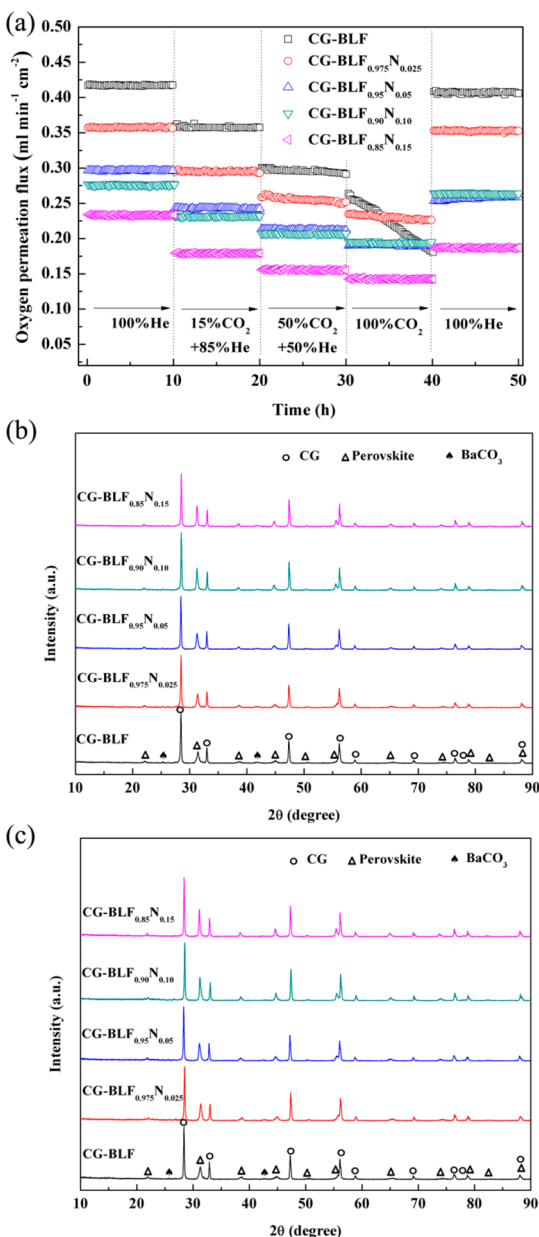 (a)
0.50
0.45
0.40
0.35
0.30
0.25
0.20
0.15
0.10
0.05
Oxygen permeation flux (ml min⁻¹ cm⁻²)
CG-BLF
CG-BLF₀.₉₇₅N₀.₀₂₅
CG-BLF₀.₉₅N₀.₀₅
CG-BLF₀.₉₀N₀.₁₀
CG-BLF₀.₈₅N₀.₁₅
100%He
15%CO₂
+85%He
50%CO₂
+50%He
100%CO₂
100%He
0 10 20 30 40 50
Time (h)
(b)
CG Perovskite BaCO₃
Intensity (a.u.)
CG-BLF₀.₈₅N₀.₁₅
CG-BLF₀.₉₀N₀.₁₀
CG-BLF₀.₉₅N₀.₀₅
CG-BLF₀.₉₇₅N₀.₀₂₅
CG-BLF
10 20 30 40 50 60 70 80 90
2θ (degree)
(c)
CG Perovskite BaCO₃
Intensity (a.u.)
CG-BLF₀.₈₅N₀.₁₅
CG-BLF₀.₉₀N₀.₁₀
CG-BLF₀.₉₅N₀.₀₅
CG-BLF₀.₉₇₅N₀.₀₂₅
CG-BLF
10 20 30 40 50 60 70 80 90
2θ (degree)